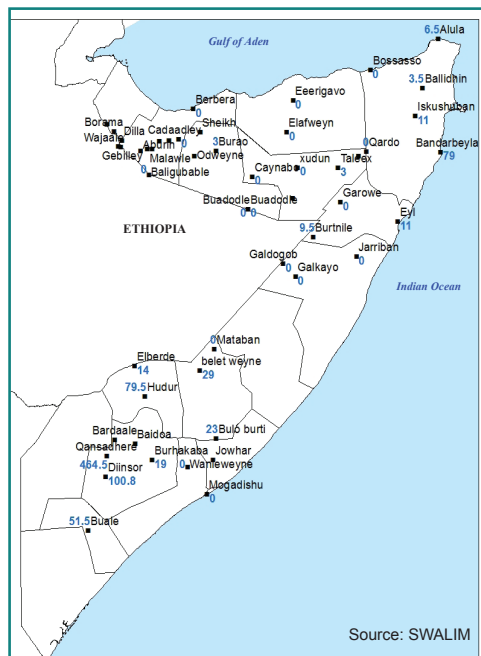 6.5 Alula
Gulf of Aden
Bossasso
0
3.5 Ballidhin
Eeerigavo
0
Iskushuban
11
Berbera
0
Borama
Dilla
Cadaadley
Sheikh
0
Elafweyn
0
Wajaale
Aburin
3 Burao
0 Qardo
Bandarbeyla
79
Gebilley
Malawle
Odweyne
xudun
0
Taleex
3
0
Baligubable
Caynabo
0
Garowe
0
Buadodle Buadodle
0 0
Eyl
11
ETHIOPIA
9.5 Burtnile
Galdogob
0
Jarriban
0
Galkayo
0
Indian Ocean
0 Mataban
Elberde
14
belet weyne
29
79.5 Hudur
23 Bulo burti
Bardaale
Baidoa
Qansadhere
464.5
Burhakaba
19
Jowhar
0 Wanleweyne
Diinsor
100.8
Mogadishu
0
51.5 Buale
Source: SWALIM